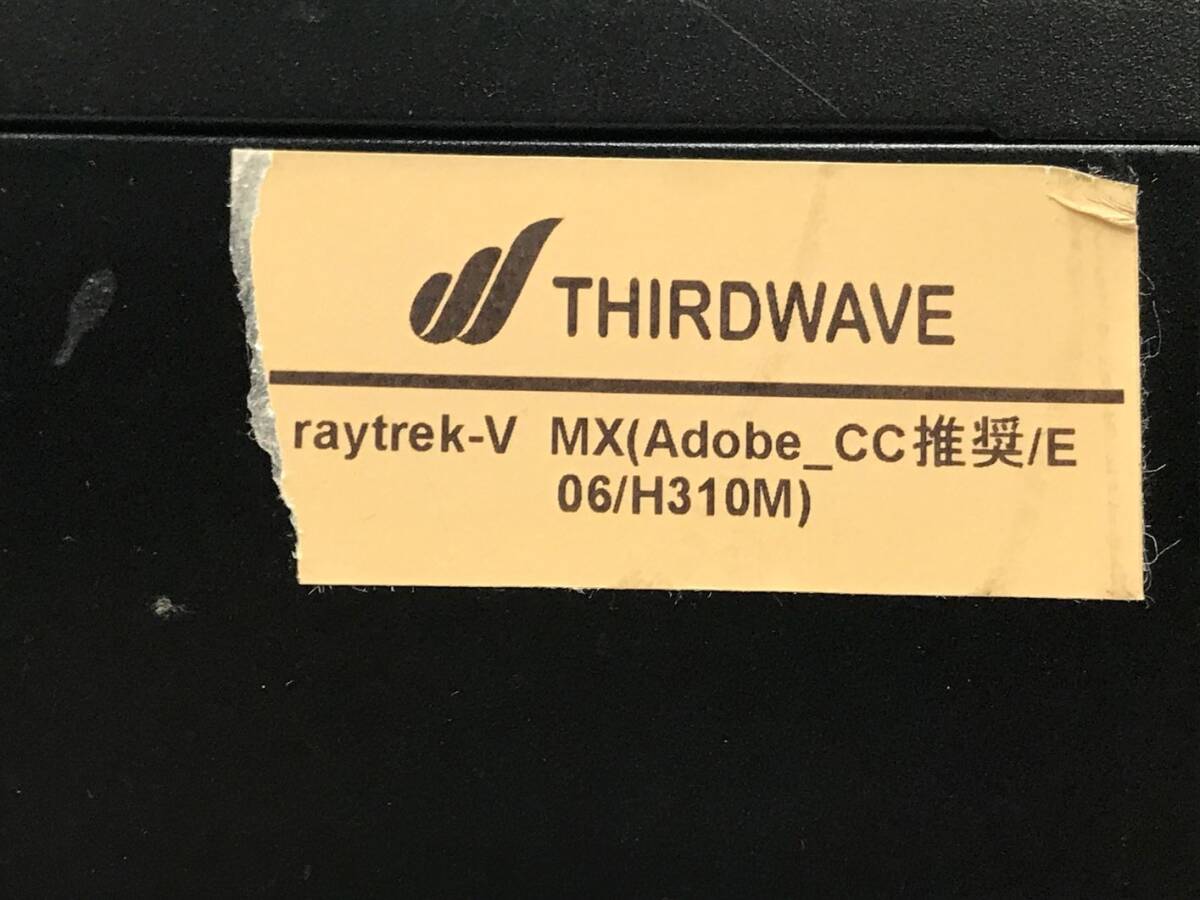 THIRDWAVE
raytrek-V MX(Adobe_CC推奨/E
06/H310M)